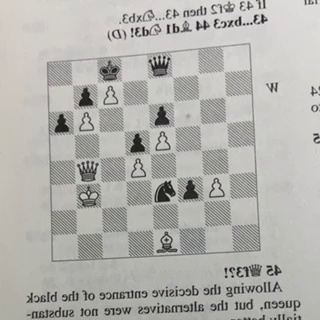 If 43 ♔f2 then 43...♘xb3.
43...bxc3 44 ♗d1 ♘d3! (D)
W
45 ♕f3?!
Allowing the decisive entrance of the black
queen, but the alternatives were not substan-